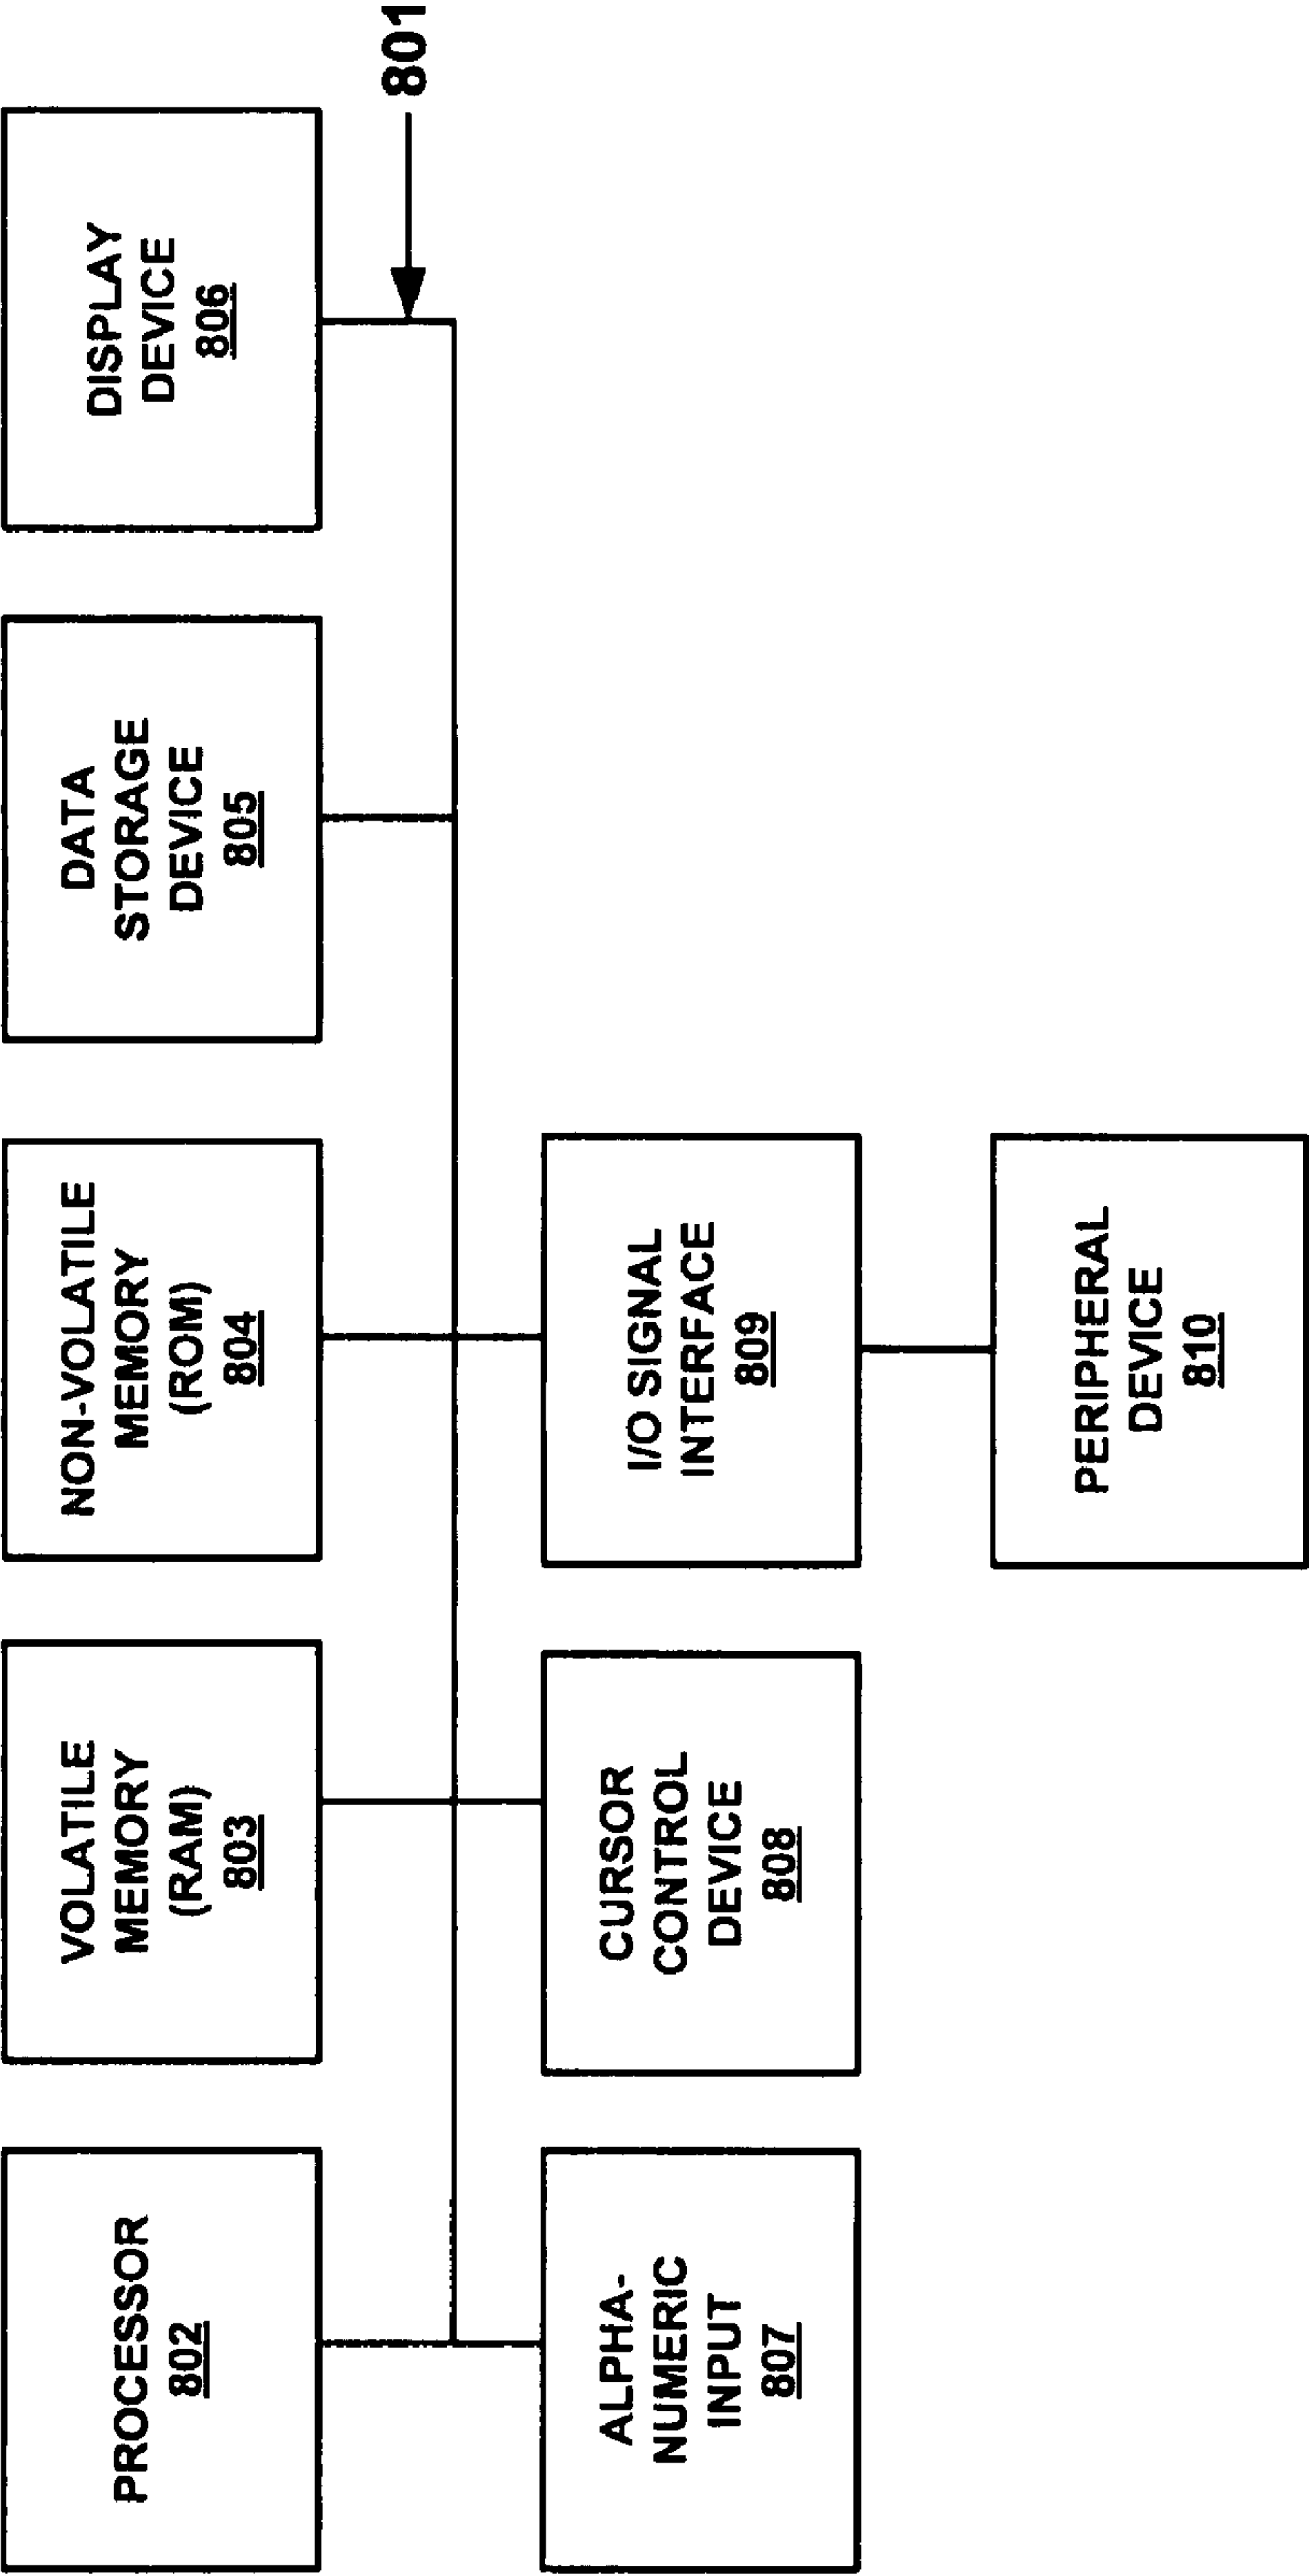 PROCESSOR
802
VOLATILE
MEMORY
(RAM)
803
NON-VOLATILE
MEMORY
(ROM)
804
DATA
STORAGE
DEVICE
805
DISPLAY
DEVICE
806
801
ALPHA-
NUMERIC
INPUT
807
CURSOR
CONTROL
DEVICE
808
I/O SIGNAL
INTERFACE
809
PERIPHERAL
DEVICE
810